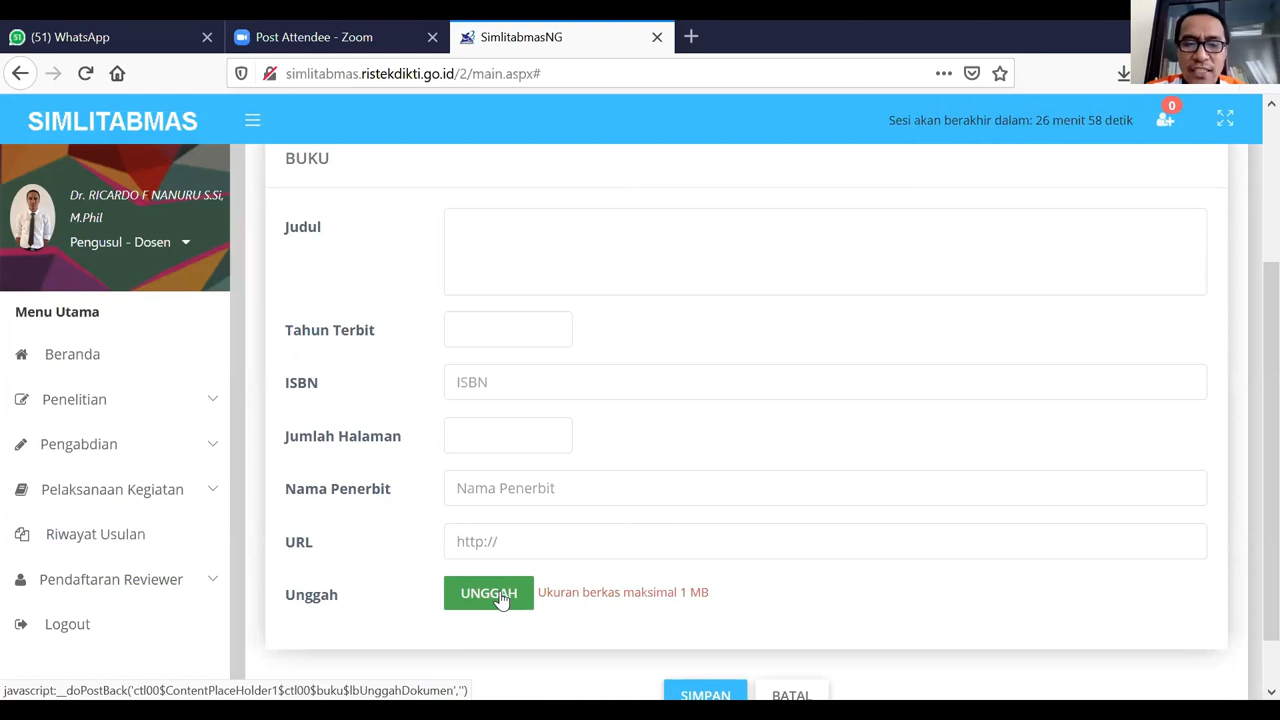 (51) WhatsApp
Post Attendee - Zoom
SimlitabmasNG
simlitabmas.ristekdikti.go.id/2/main.aspx#
SIMLITABMAS
Sesi akan berakhir dalam: 26 menit 58 detik
0
Dr. RICARDO F NANURU S.Si,
M.Phil
Pengusul - Dosen
Menu Utama
Beranda
Penelitian
Pengabdian
Pelaksanaan Kegiatan
Riwayat Usulan
Pendaftaran Reviewer
Logout
BUKU
Judul
Tahun Terbit
ISBN
ISBN
Jumlah Halaman
Nama Penerbit
Nama Penerbit
URL
http://
Unggah
UNGGAH
Ukuran berkas maksimal 1 MB
SIMPAN
BATAL
javascript:__doPostBack('ctl00$ContentPlaceHolder1$ctl00$buku$lbUnggahDokumen','')